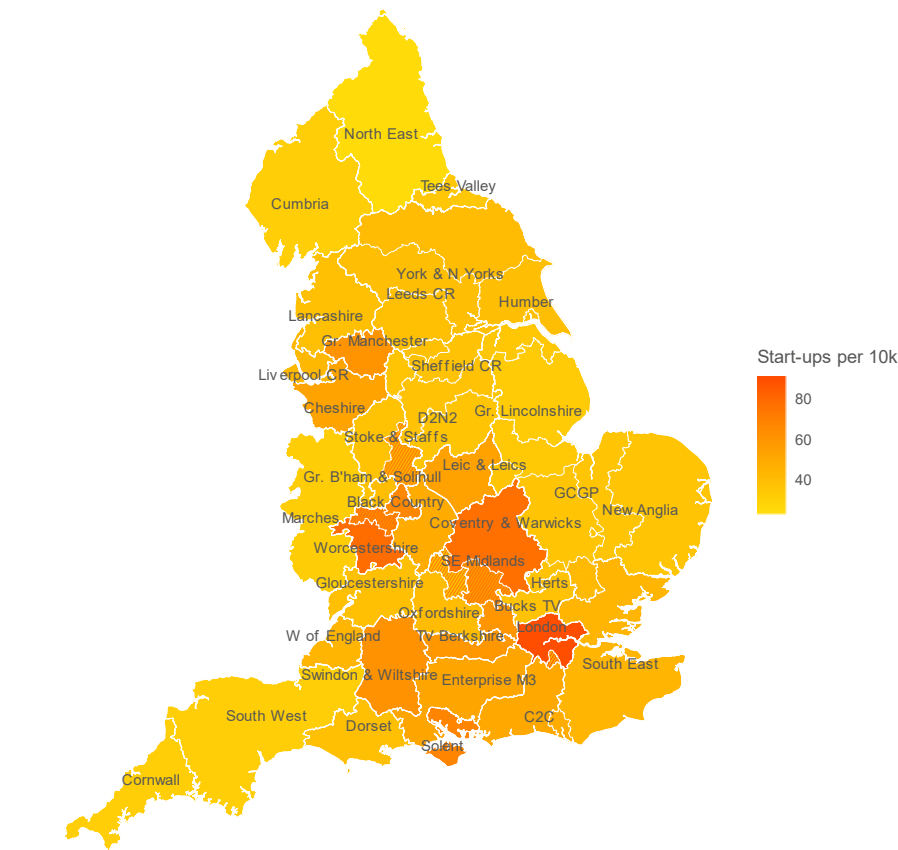 North East
Tees Valley
Cumbria
York & N Yorks
Leeds CR
Humber
Lancashire
Gr. Manchester
Start-ups per 10k
Sheffield CR
Liverpool CR
80
Cheshire
Gr. Lincolnshire
D2N2
Stoke & Staffs
60
Leic & Leics
Gr. B'ham & Solihull
40
GCGP
Black Country
New Anglia
Marches
Coventry & Warwicks
Worcestershire
SE Midlands
Gloucestershire
Herts
Bucks TV
Oxfordshire
London
W of England
TV Berkshire
South East
Swindon & Wiltshire
Enterprise M3
South West
C2C
Dorset
Solent
Cornwall